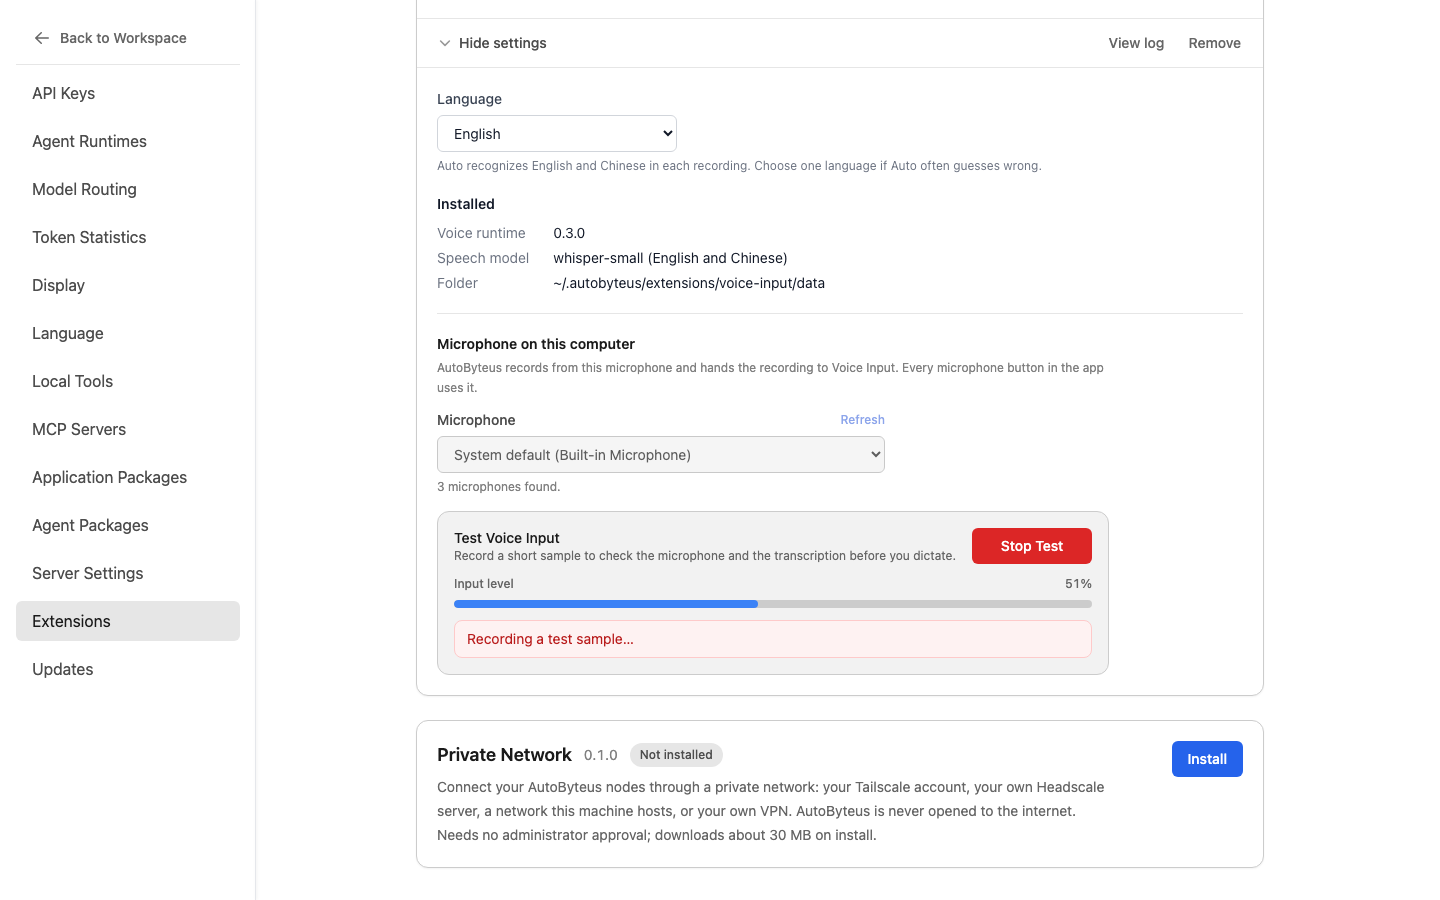 Back to Workspace
API Keys
Agent Runtimes
Model Routing
Token Statistics
Display
Language
Local Tools
MCP Servers
Application Packages
Agent Packages
Server Settings
Extensions
Updates
Hide settings
View log
Remove
Language
English
Auto recognizes English and Chinese in each recording. Choose one language if Auto often guesses wrong.
Installed
Voice runtime 0.3.0
Speech model whisper-small (English and Chinese)
Folder ~/.autobyteus/extensions/voice-input/data
Microphone on this computer
AutoByteus records from this microphone and hands the recording to Voice Input. Every microphone button in the app
uses it.
Microphone
Refresh
System default (Built-in Microphone)
3 microphones found.
Test Voice Input
Record a short sample to check the microphone and the transcription before you dictate.
Stop Test
Input level
51%
Recording a test sample…
Private Network 0.1.0 Not installed
Install
Connect your AutoByteus nodes through a private network: your Tailscale account, your own Headscale
server, a network this machine hosts, or your own VPN. AutoByteus is never opened to the internet.
Needs no administrator approval; downloads about 30 MB on install.